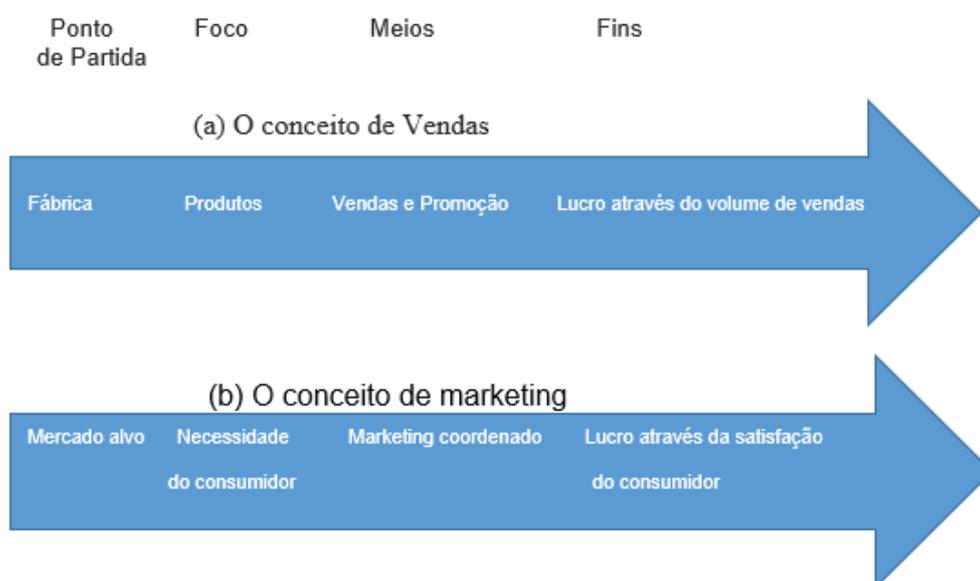 Ponto Foco Meios Fins
de Partida
(a) O conceito de Vendas
Fábrica Produtos Vendas e Promoção Lucro através do volume de vendas
(b) O conceito de marketing
Mercado alvo Necessidade Marketing coordenado Lucro através da satisfação
do consumidor do consumidor